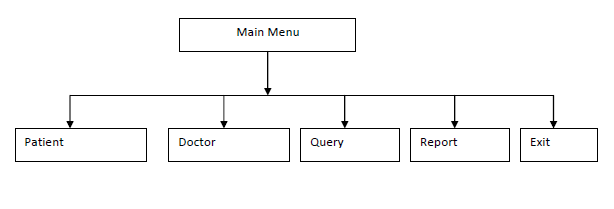 Main Menu
Patient
Doctor
Query
Report
Exit